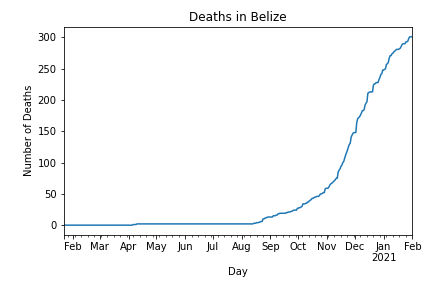 Deaths in Belize
Number of Deaths
300
250
200
150
100
50
0
Feb Mar Apr May Jun Jul Aug Sep Oct Nov Dec Jan Feb
2021
Day